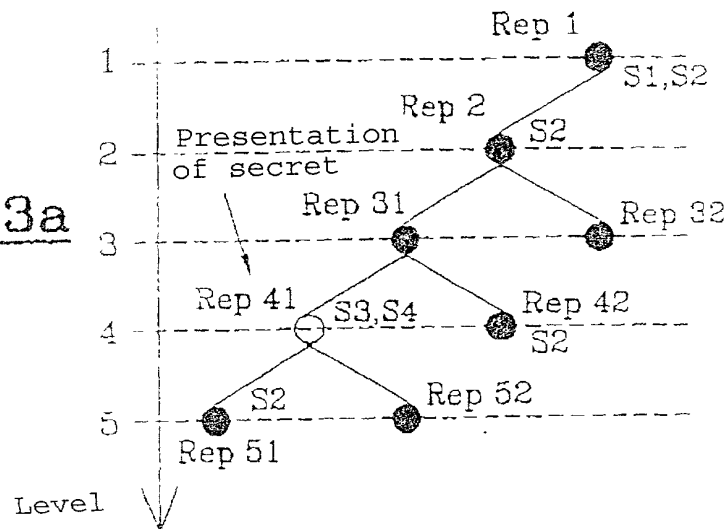 Rep 1
1
S1,S2
Rep 2
S2
Presentation
of secret
2
3a
Rep 31
Rep 32
3
Rep 41
S3,S4
Rep 42
4
S2
S2
Rep 52
5
Rep 51
Level